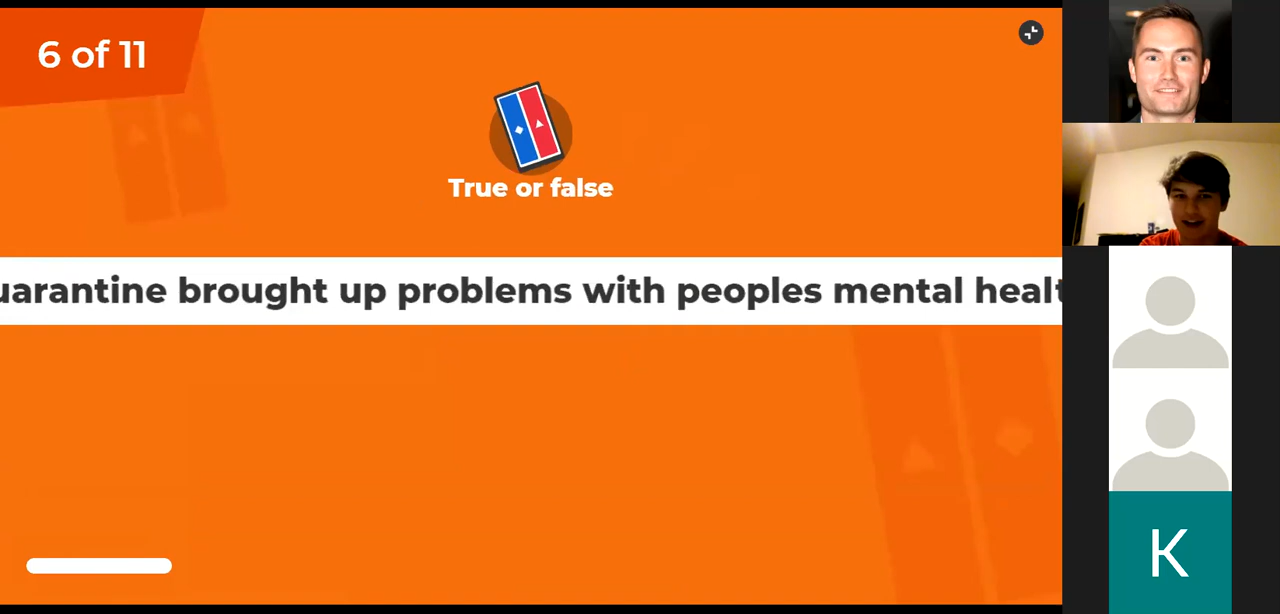 6 of 11
True or false
uarantine brought up problems with peoples mental healt
K